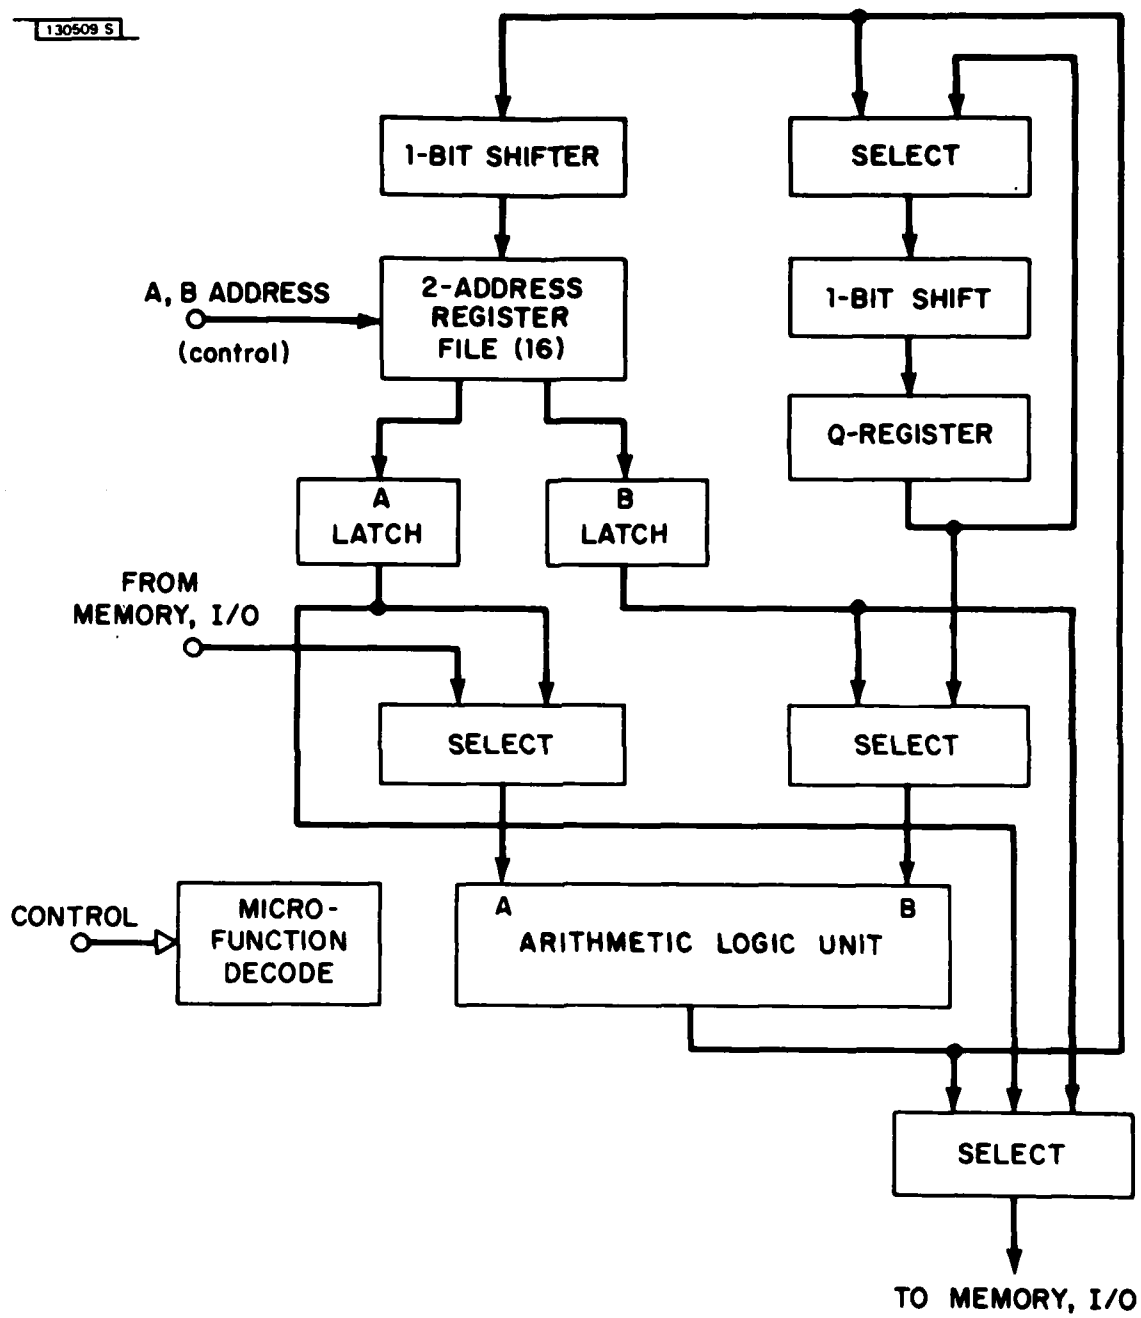 130509 S
1-BIT SHIFTER
SELECT
A, B ADDRESS
(control)
2-ADDRESS
REGISTER
FILE (16)
1-BIT SHIFT
Q-REGISTER
A
LATCH
B
LATCH
FROM
MEMORY, I/O
SELECT
SELECT
CONTROL
MICRO-
FUNCTION
DECODE
A
B
ARITHMETIC LOGIC UNIT
SELECT
TO MEMORY, I/O